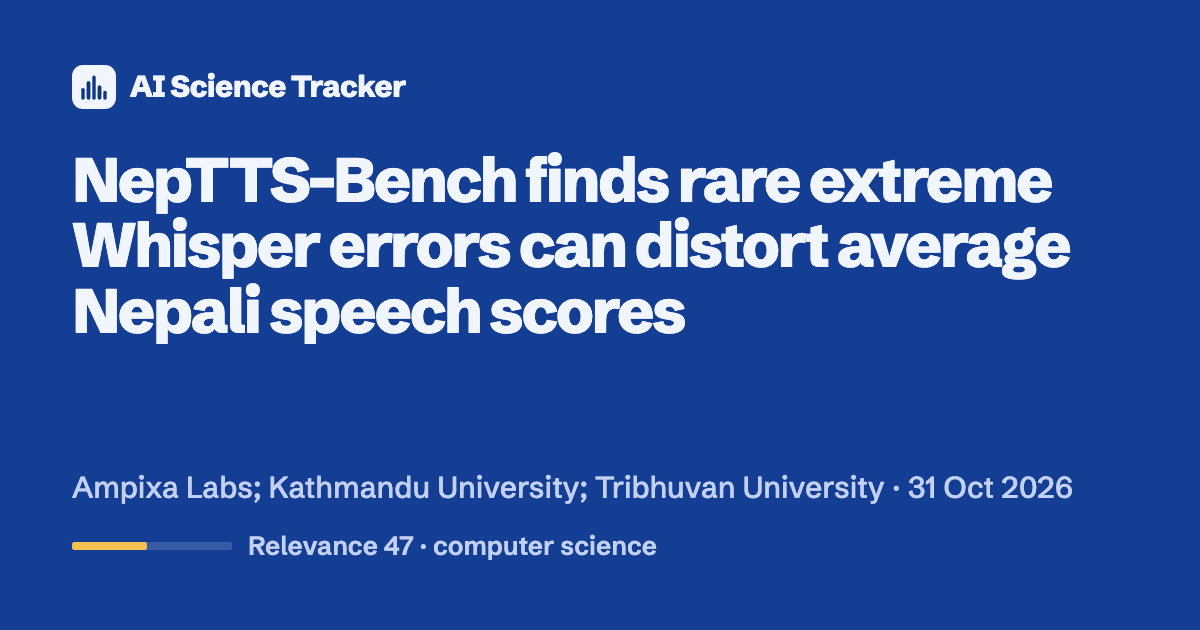 AI Science Tracker
NepTTS-Bench finds rare extreme
Whisper errors can distort average
Nepali speech scores
Ampixa Labs; Kathmandu University; Tribhuvan University · 31 Oct 2026
Relevance 47 · computer science